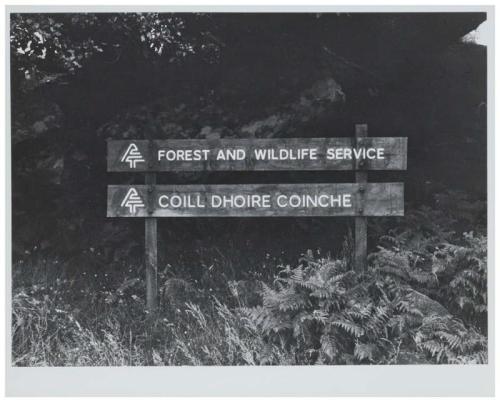 FOREST AND WILDLIFE SERVICE
COILL DHOIRE COINCHE